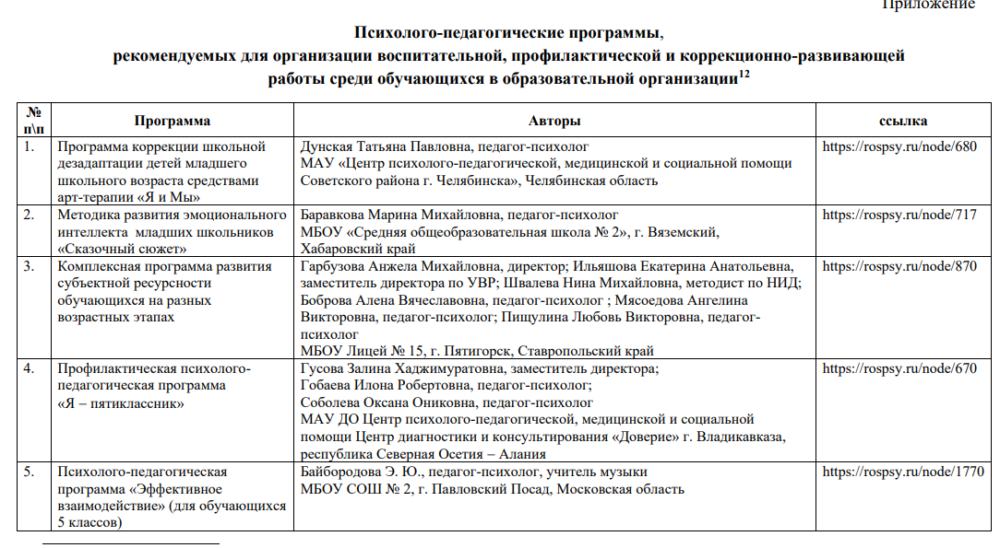 Приложение
Психолого-педагогические программы,
рекомендуемых для организации воспитательной, профилактической и коррекционно-развивающей
работы среди обучающихся в образовательной организации¹²
№
п\п
Программа
Авторы
ссылка
1.
Программа коррекции школьной
дезадаптации детей младшего
школьного возраста средствами
арт-терапии «Я и Мы»
Дунская Татьяна Павловна, педагог-психолог
МАУ «Центр психолого-педагогической, медицинской и социальной помощи
Советского района г. Челябинска», Челябинская область
https://rospsy.ru/node/680
2.
Методика развития эмоционального
интеллекта младших школьников
«Сказочный сюжет»
Баравкова Марина Михайловна, педагог-психолог
МБОУ «Средняя общеобразовательная школа № 2», г. Вяземский,
Хабаровский край
https://rospsy.ru/node/717
3.
Комплексная программа развития
субъектной ресурсности
обучающихся на разных
возрастных этапах
Гарбузова Анжела Михайловна, директор; Ильяшова Екатерина Анатольевна,
заместитель директора по УВР; Швалева Нина Михайловна, методист по НИД;
Боброва Алена Вячеславовна, педагог-психолог ; Мясоедова Ангелина
Викторовна, педагог-психолог; Пищулина Любовь Викторовна, педагог-
психолог
МБОУ Лицей № 15, г. Пятигорск, Ставропольский край
https://rospsy.ru/node/870
4.
Профилактическая психолого-
педагогическая программа
«Я – пятиклассник»
Гусова Залина Хаджимуратовна, заместитель директора;
Гобаева Илона Робертовна, педагог-психолог;
Соболева Оксана Ониковна, педагог-психолог
МАУ ДО Центр психолого-педагогической, медицинской и социальной
помощи Центр диагностики и консультирования «Доверие» г. Владикавказа,
республика Северная Осетия – Алания
https://rospsy.ru/node/670
5.
Психолого-педагогическая
программа «Эффективное
взаимодействие» (для обучающихся
5 классов)
Байбородова Э. Ю., педагог-психолог, учитель музыки
МБОУ СОШ № 2, г. Павловский Посад, Московская область
https://rospsy.ru/node/1770